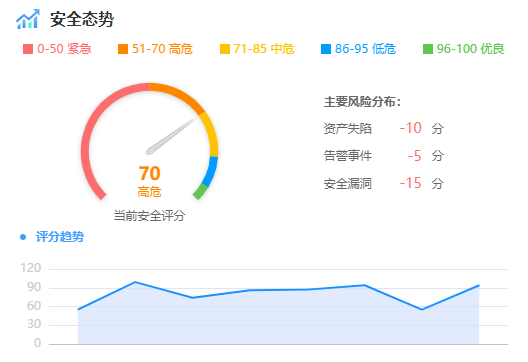 安全态势
0-50 紧急 51-70 高危 71-85 中危 86-95 低危 96-100 优良
70
高危
当前安全评分
主要风险分布：
资产失陷 -10 分
告警事件 -5 分
安全漏洞 -15 分
评分趋势
120
90
60
30
0